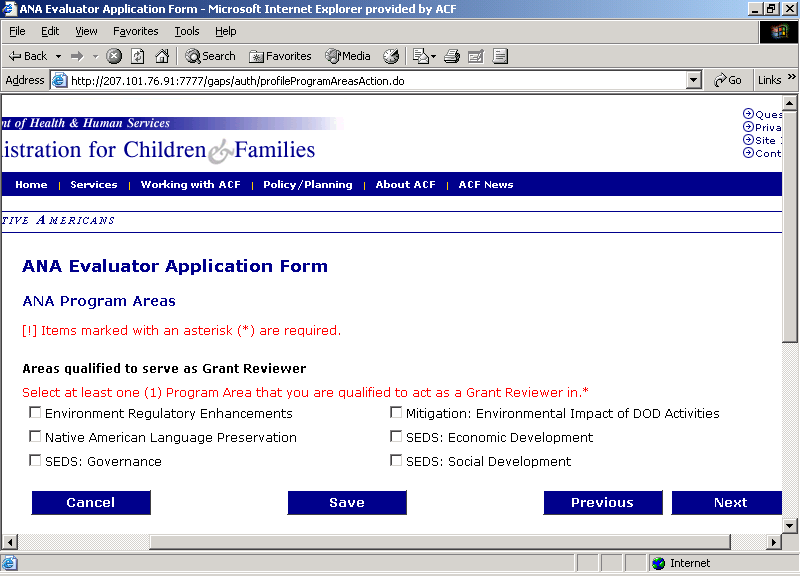 ANA Evaluator Application Form - Microsoft Internet Explorer provided by ACF
File Edit View Favorites Tools Help
Back Search Favorites Media
Address http://207.101.76.91:7777/gaps/auth/profileProgramAreasAction.do Go Links »
nt of Health & Human Services
istration for Children & Families
Ques
Priva
Site
Cont
Home | Services | Working with ACF | Policy/Planning | About ACF | ACF News
TIVE AMERICANS
ANA Evaluator Application Form
ANA Program Areas
[!] Items marked with an asterisk (*) are required.
Areas qualified to serve as Grant Reviewer
Select at least one (1) Program Area that you are qualified to act as a Grant Reviewer in.*
Environment Regulatory Enhancements Mitigation: Environmental Impact of DOD Activities
Native American Language Preservation SEDS: Economic Development
SEDS: Governance SEDS: Social Development
Cancel Save Previous Next
Internet